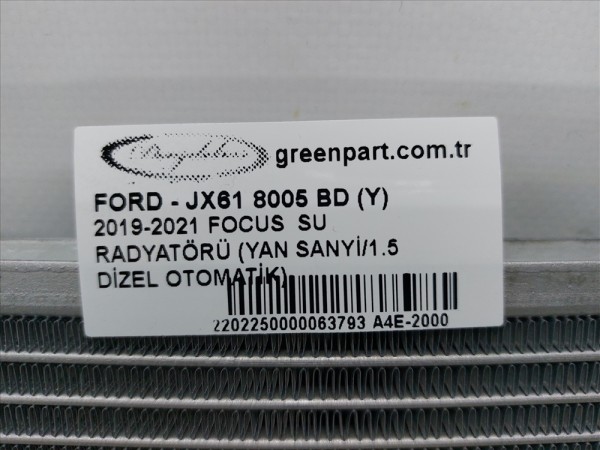 greenpart.com.tr
FORD - JX61 8005 BD (Y)
2019-2021 FOCUS SU
RADYATÖRÜ (YAN SANYİ/1.5
DİZEL OTOMATİK)
2202250000063793 A4E-2000